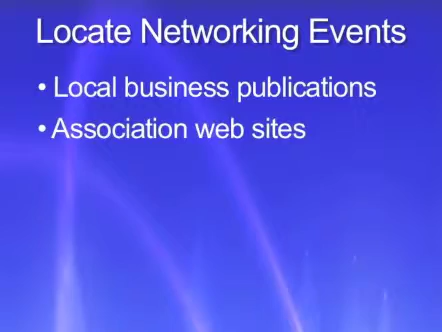 Locate Networking Events
• Local business publications
• Association web sites